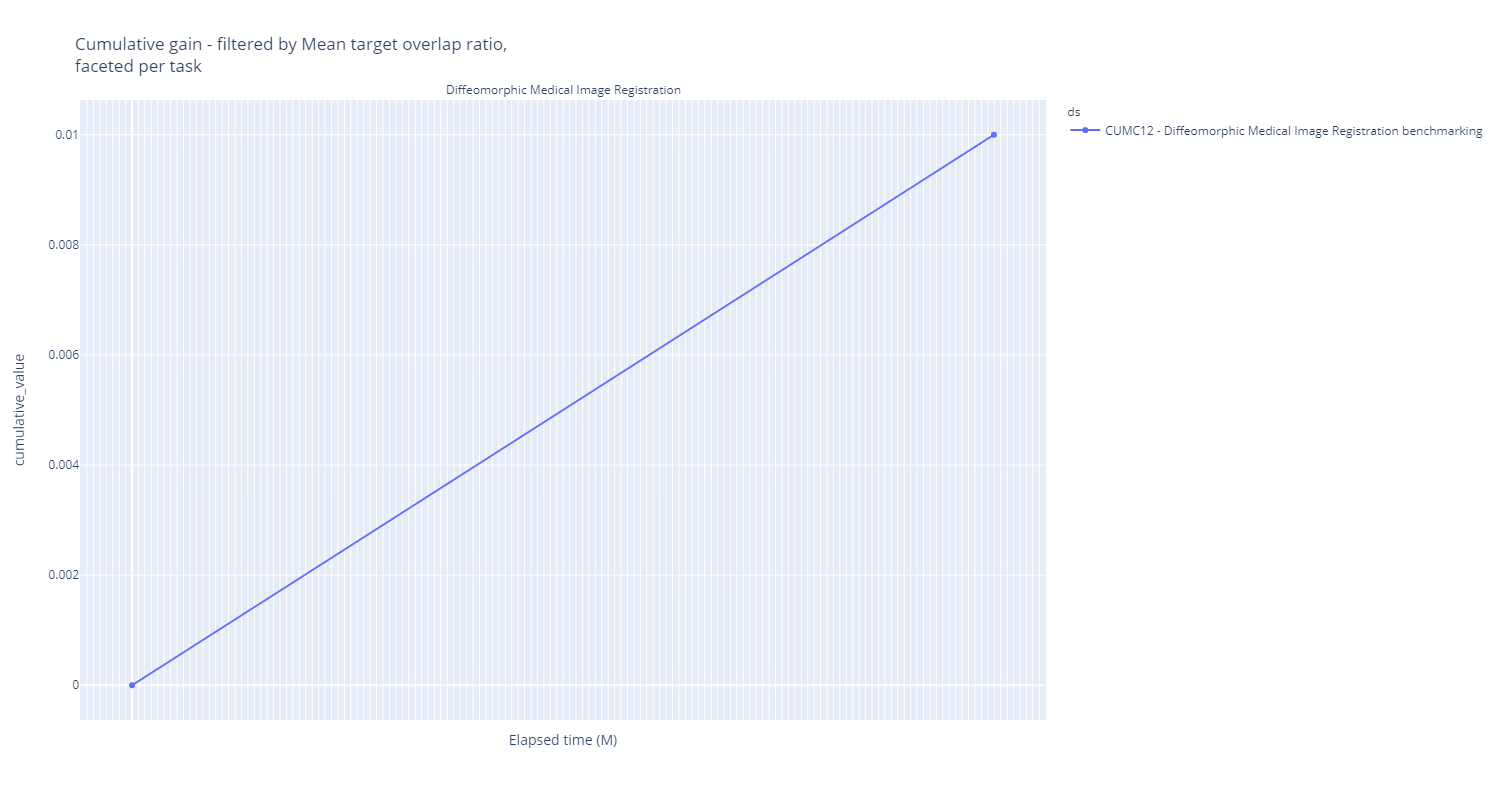 Cumulative gain - filtered by Mean target overlap ratio,
faceted per task
Diffeomorphic Medical Image Registration
ds
CUMC12 - Diffeomorphic Medical Image Registration benchmarking
0.01
0.008
0.006
0.004
0.002
0
cumulative_value
Elapsed time (M)